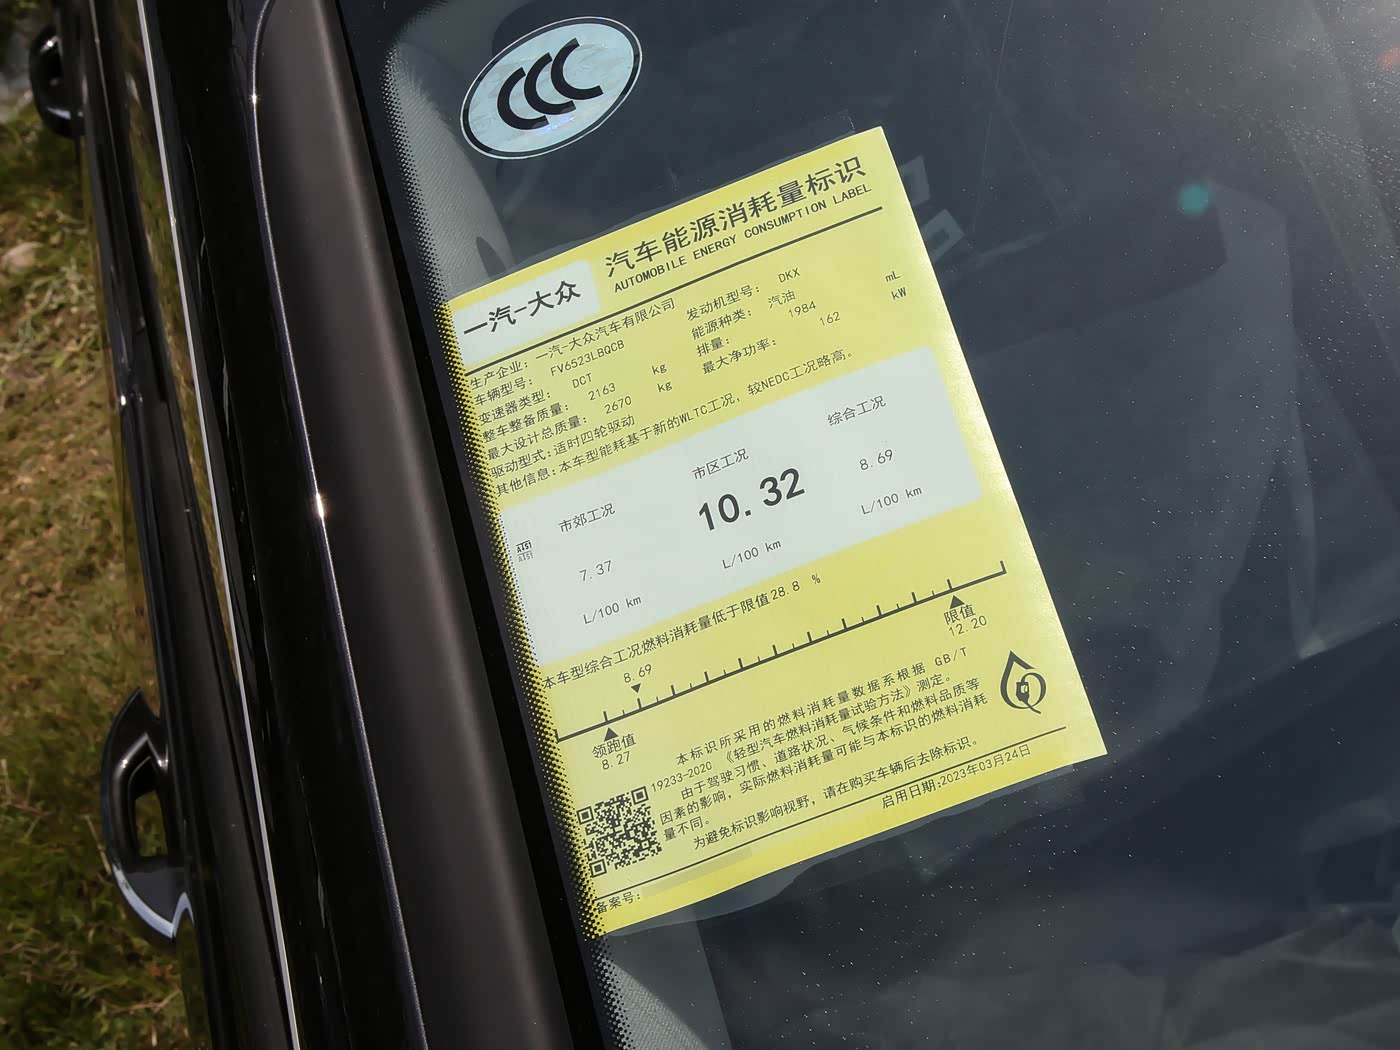 CCC
一汽-大众
汽车能源消耗量标识
AUTOMOBILE ENERGY CONSUMPTION LABEL
生产企业: 一汽-大众汽车有限公司
车辆型号: FV6523LBQCB
变速器类型: DCT
整车整备质量: 2163 kg
最大设计总质量: 2670 kg
驱动型式: 适时四轮驱动
其他信息: 本车型能耗基于新的WLTC工况，较NEDC工况略高。
发动机型号: DKX
能源种类: 汽油
排量: 1984 mL
最大净功率: 162 kW
市郊工况
7.37
L/100 km
市区工况
10.32
L/100 km
综合工况
8.69
L/100 km
本车型综合工况燃料消耗量低于限值28.8 %
8.69
领跑值
8.27
限值
12.20
本标识所采用的燃料消耗量数据系根据 GB/T
19233-2020 《轻型汽车燃料消耗量试验方法》测定。
由于驾驶习惯、道路状况、气候条件和燃料品质等
因素的影响，实际燃料消耗量可能与本标识的燃料消耗
量不同。
为避免标识影响视野，请在购买车辆后去除标识。
启用日期:2023年03月24日
备案号: